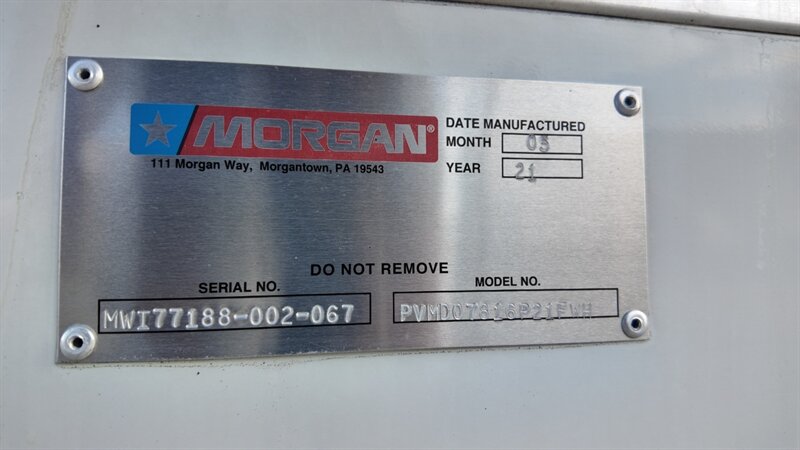 MORGAN®
111 Morgan Way, Morgantown, PA 19543
DATE MANUFACTURED
MONTH 05
YEAR 21
DO NOT REMOVE
SERIAL NO.
MWI77188-002-067
MODEL NO.